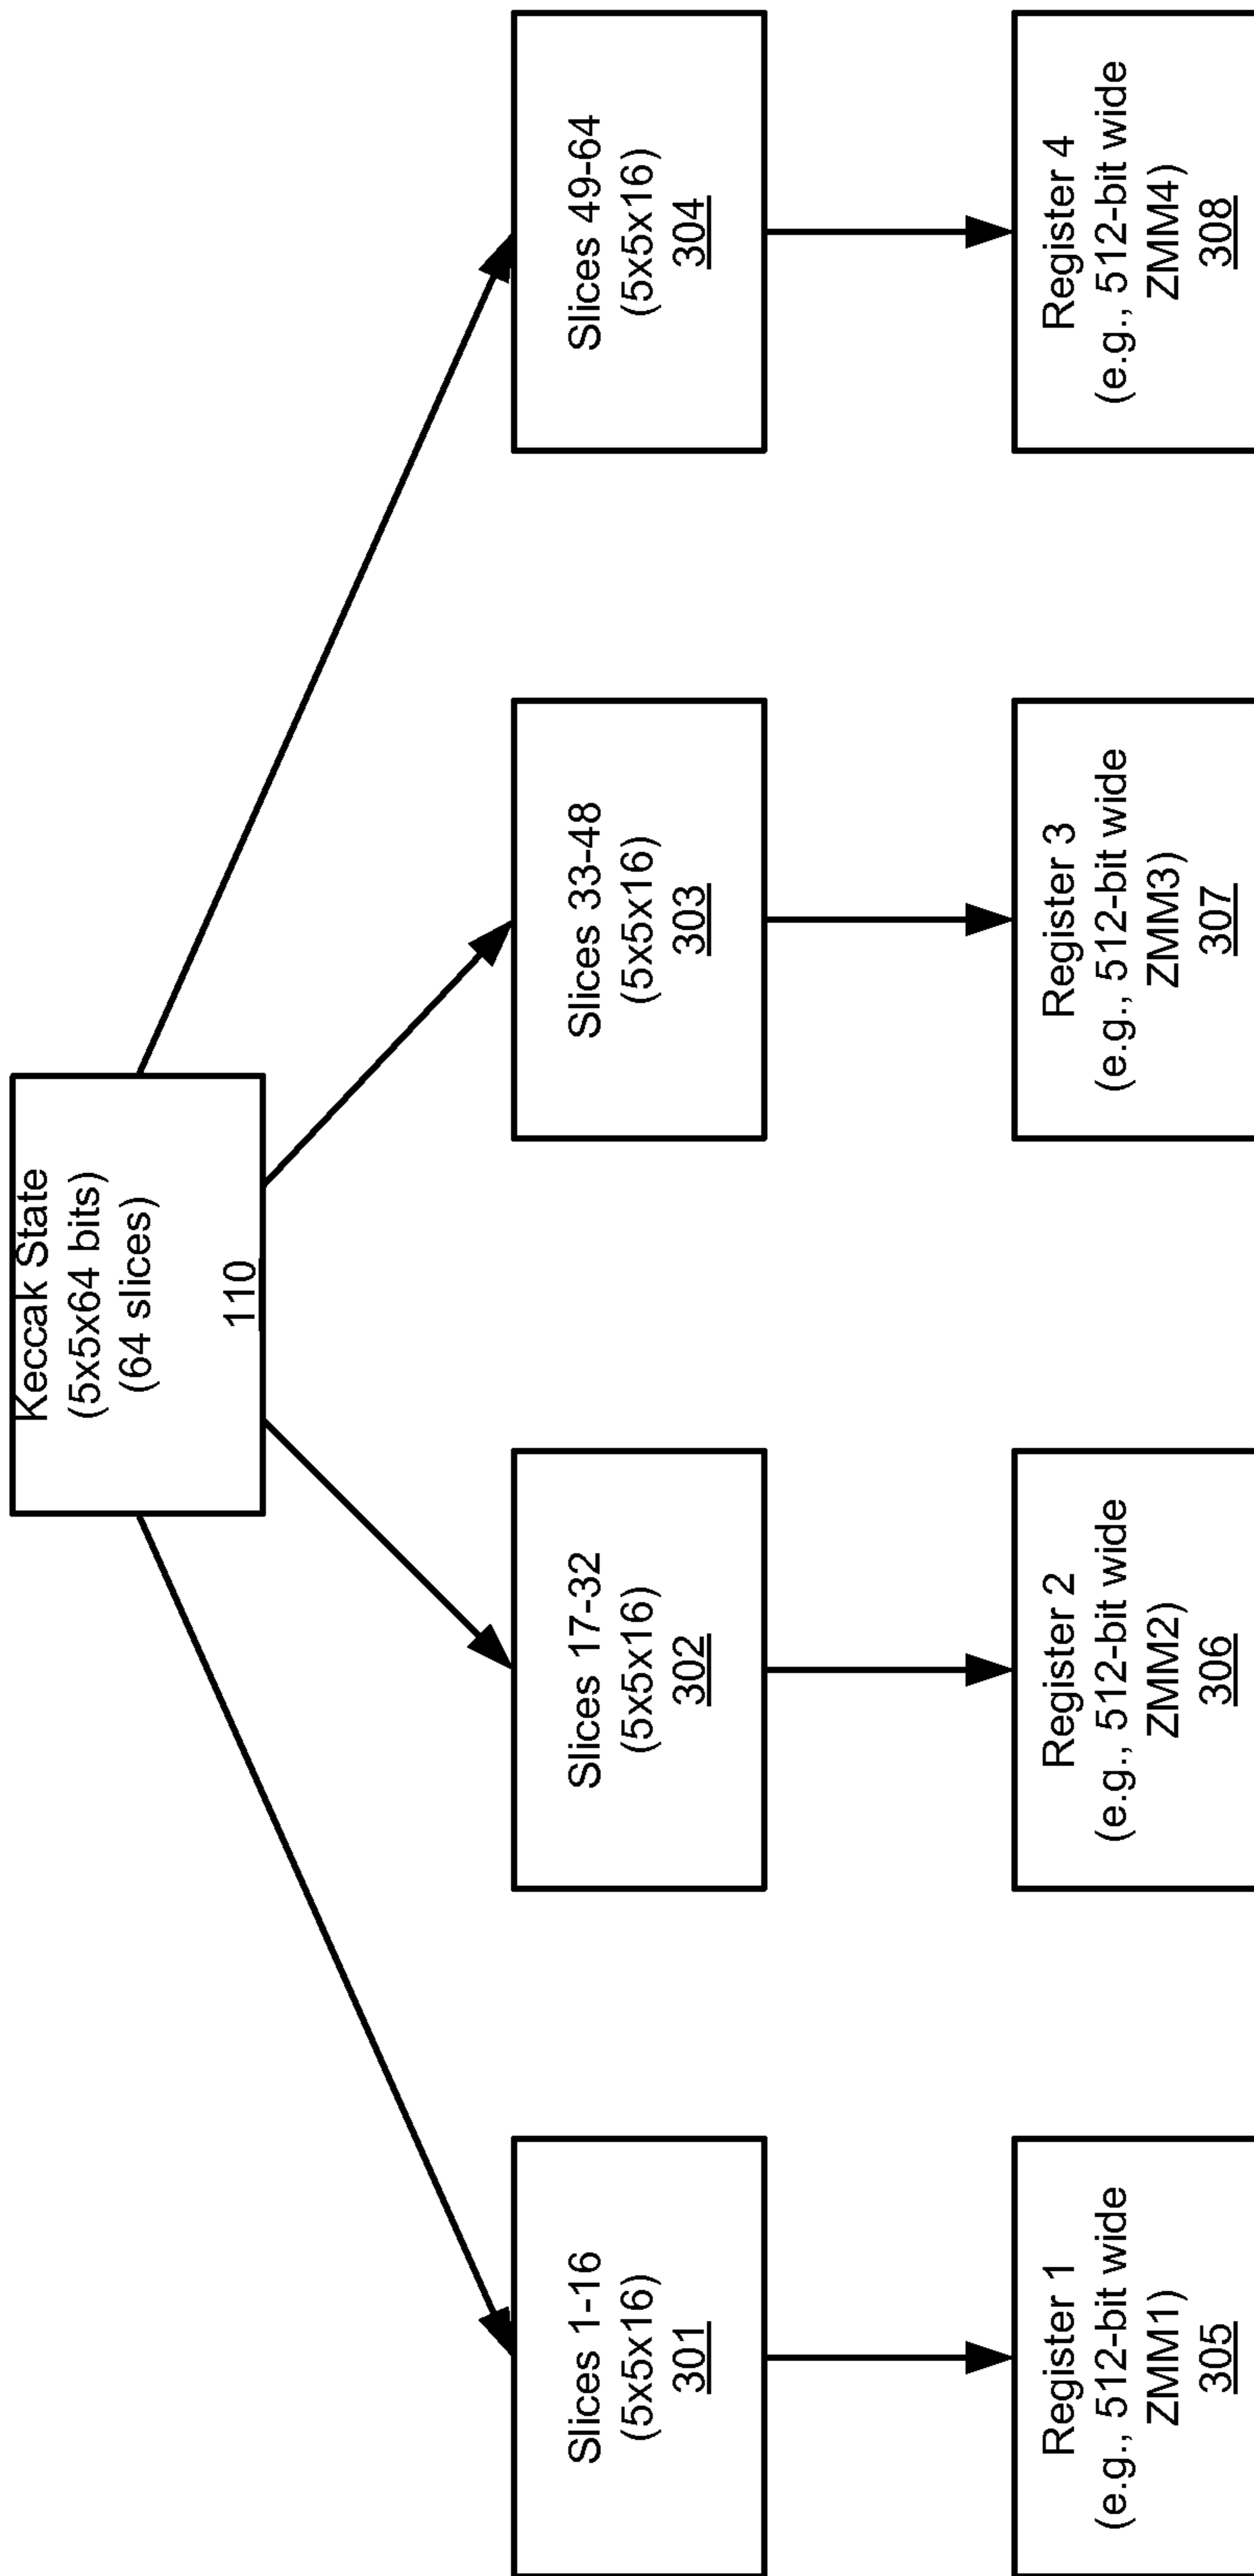 Keccak State
(5x5x64 bits)
(64 slices)
110
Slices 1-16
(5x5x16)
301
Slices 17-32
(5x5x16)
302
Slices 33-48
(5x5x16)
303
Slices 49-64
(5x5x16)
304
Register 1
(e.g., 512-bit wide
ZMM1)
305
Register 2
(e.g., 512-bit wide
ZMM2)
306
Register 3
(e.g., 512-bit wide
ZMM3)
307
Register 4
(e.g., 512-bit wide
ZMM4)
308